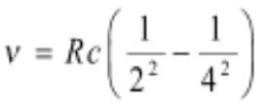 ν = Rc(1/2² − 1/4²)